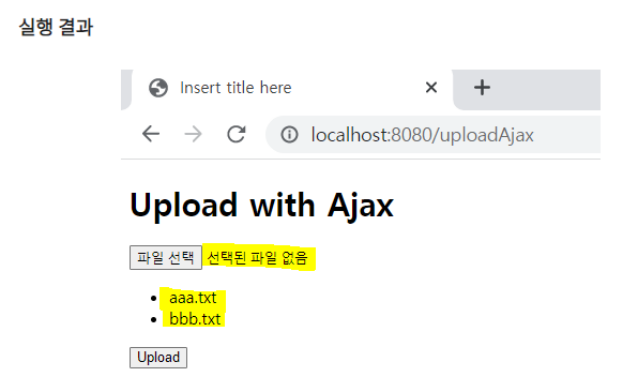 실행 결과
Insert title here
localhost:8080/uploadAjax
Upload with Ajax
파일 선택 선택된 파일 없음
aaa.txt
bbb.txt
Upload